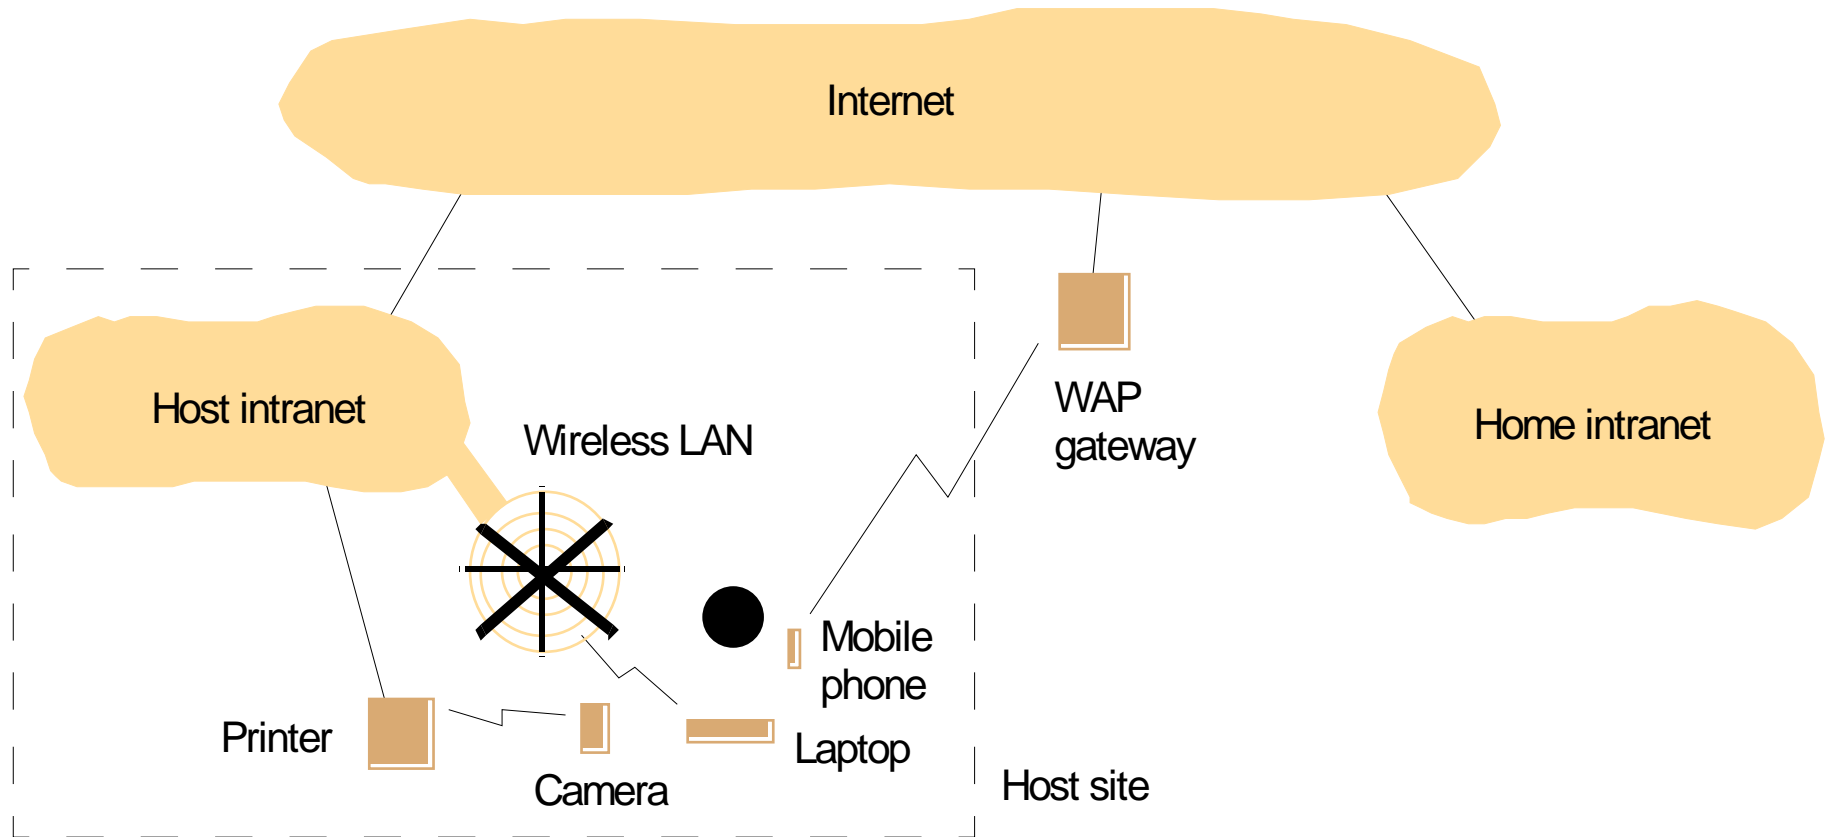 Internet
Host intranet
Wireless LAN
WAP
gateway
Home intranet
Mobile
phone
Printer
Laptop
Camera
Host site